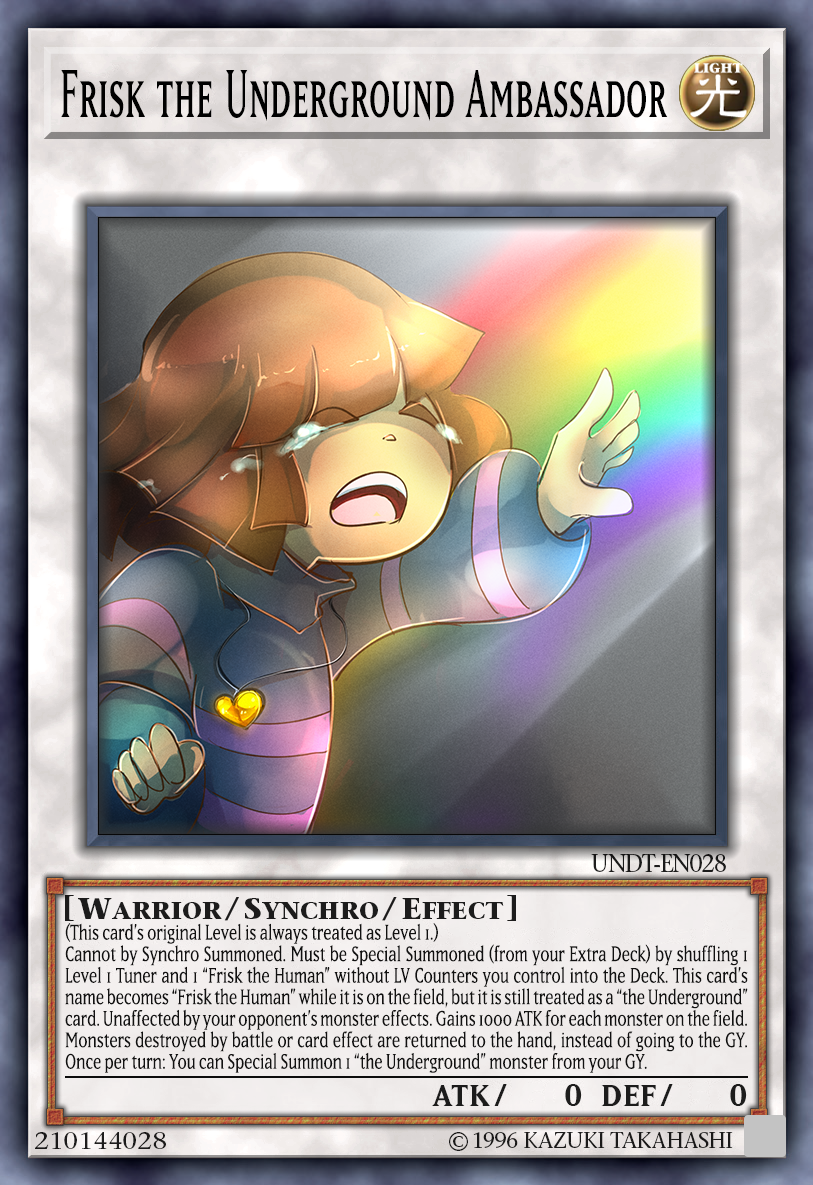 Frisk the Underground Ambassador
LIGHT
光
UNDT-EN028
[Warrior/Synchro/Effect]
(This card's original Level is always treated as Level 1.)
Cannot by Synchro Summoned. Must be Special Summoned (from your Extra Deck) by shuffling 1
Level 1 Tuner and 1 “Frisk the Human” without LV Counters you control into the Deck. This card's
name becomes “Frisk the Human” while it is on the field, but it is still treated as a “the Underground”
card. Unaffected by your opponent's monster effects. Gains 1000 ATK for each monster on the field.
Monsters destroyed by battle or card effect are returned to the hand, instead of going to the GY.
Once per turn: You can Special Summon 1 “the Underground” monster from your GY.
ATK/ 0 DEF/ 0
210144028
© 1996 KAZUKI TAKAHASHI